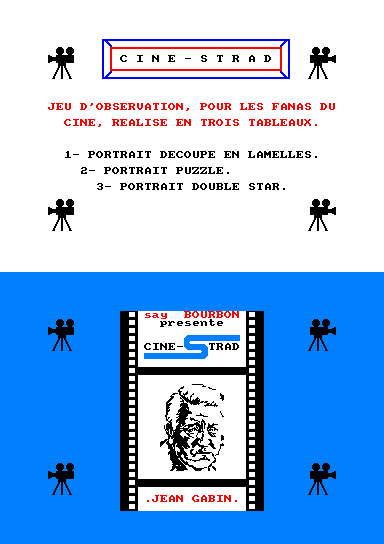 CINE-STRAD
JEU D'OBSERVATION, POUR LES FANAS DU
CINE, REALISE EN TROIS TABLEAUX.
1- PORTRAIT DECOUPE EN LAMELLES.
2- PORTRAIT PUZZLE.
3- PORTRAIT DOUBLE STAR.
say BOURBON
presente
CINE-STRAD
.JEAN GABIN.